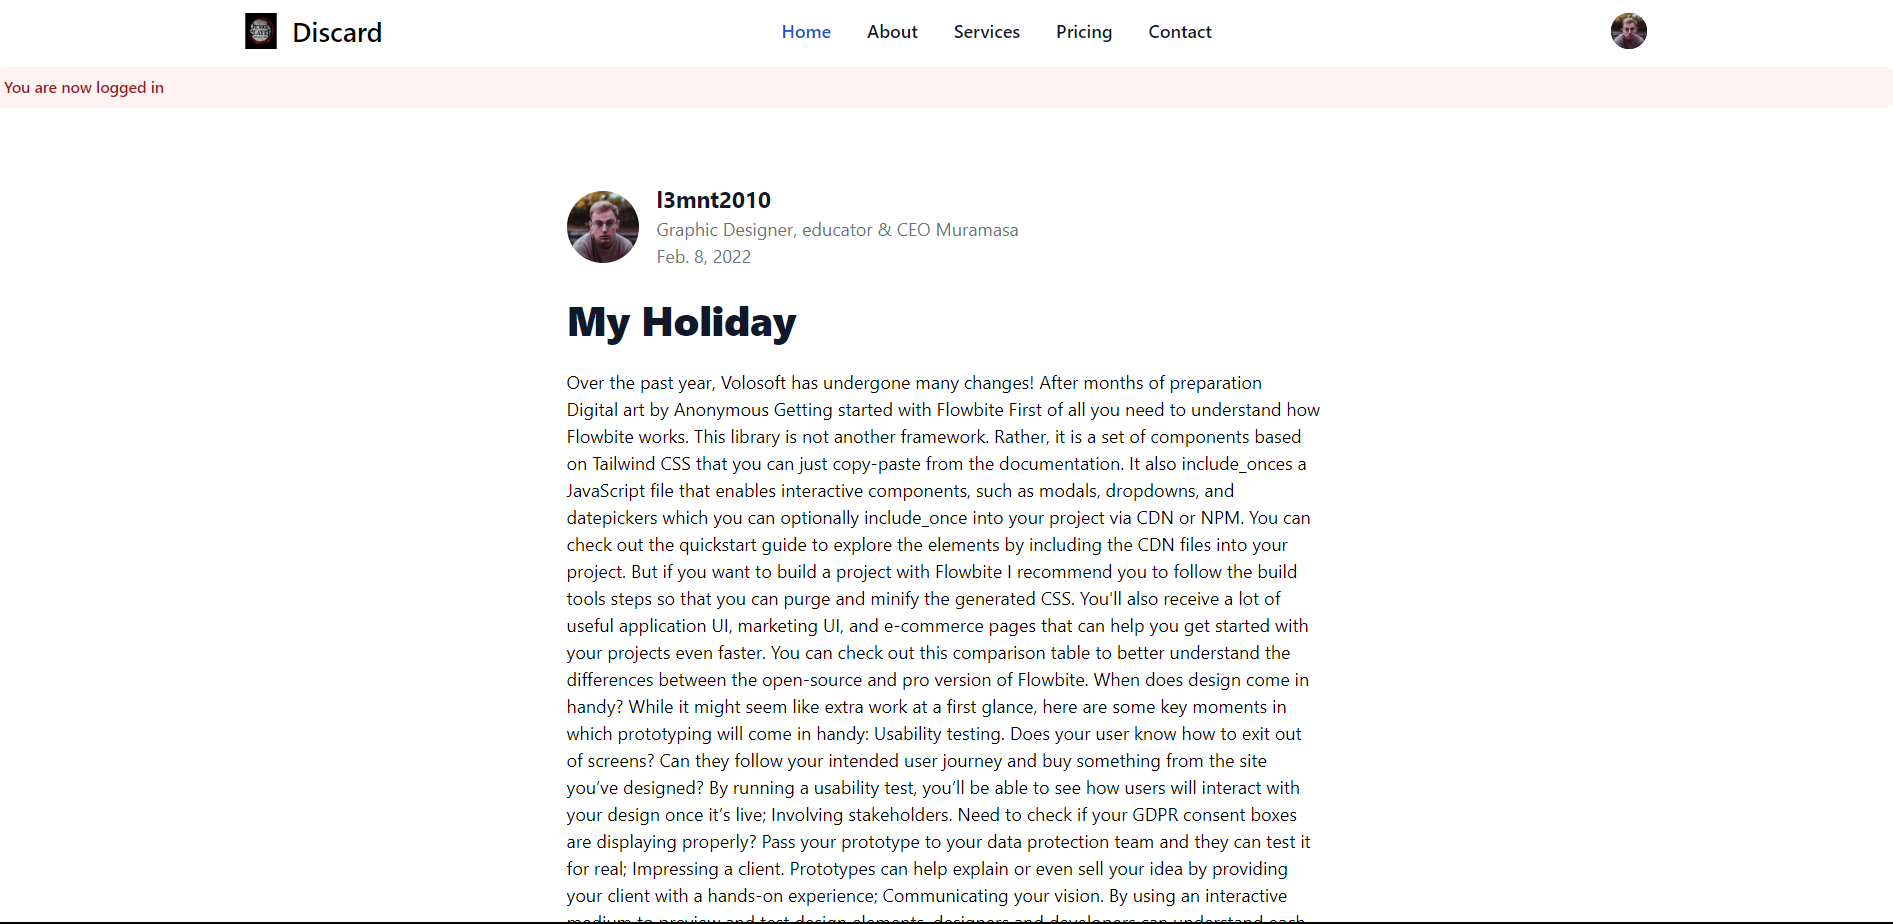 Discard
Home About Services Pricing Contact
You are now logged in
l3mnt2010
Graphic Designer, educator & CEO Muramasa
Feb. 8, 2022
My Holiday
Over the past year, Volosoft has undergone many changes! After months of preparation
Digital art by Anonymous Getting started with Flowbite First of all you need to understand how
Flowbite works. This library is not another framework. Rather, it is a set of components based
on Tailwind CSS that you can just copy-paste from the documentation. It also include_onces a
JavaScript file that enables interactive components, such as modals, dropdowns, and
datepickers which you can optionally include_once into your project via CDN or NPM. You can
check out the quickstart guide to explore the elements by including the CDN files into your
project. But if you want to build a project with Flowbite I recommend you to follow the build
tools steps so that you can purge and minify the generated CSS. You'll also receive a lot of
useful application UI, marketing UI, and e-commerce pages that can help you get started with
your projects even faster. You can check out this comparison table to better understand the
differences between the open-source and pro version of Flowbite. When does design come in
handy? While it might seem like extra work at a first glance, here are some key moments in
which prototyping will come in handy: Usability testing. Does your user know how to exit out
of screens? Can they follow your intended user journey and buy something from the site
you’ve designed? By running a usability test, you’ll be able to see how users will interact with
your design once it’s live; Involving stakeholders. Need to check if your GDPR consent boxes
are displaying properly? Pass your prototype to your data protection team and they can test it
for real; Impressing a client. Prototypes can help explain or even sell your idea by providing
your client with a hands-on experience; Communicating your vision. By using an interactive
medium to preview and test design elements, designers and developers can understand each